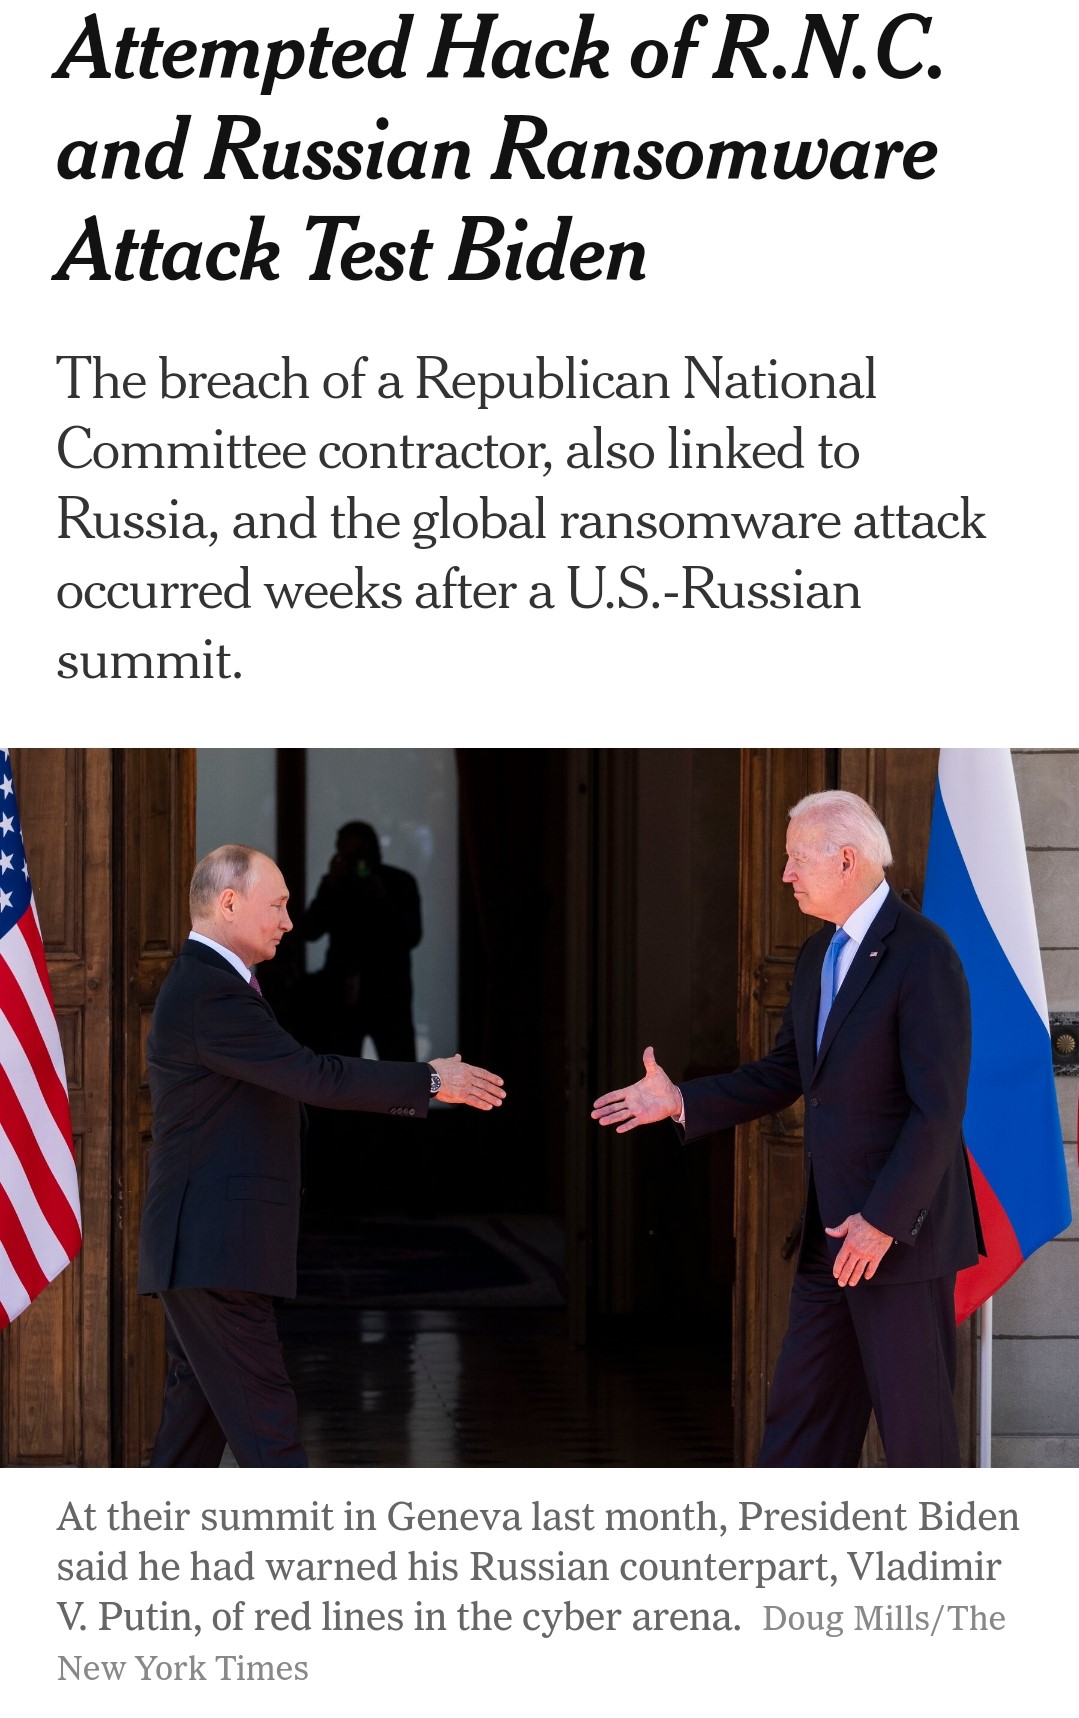 Attempted Hack of R.N.C.
and Russian Ransomware
Attack Test Biden
The breach of a Republican National
Committee contractor, also linked to
Russia, and the global ransomware attack
occurred weeks after a U.S.-Russian
summit.
At their summit in Geneva last month, President Biden
said he had warned his Russian counterpart, Vladimir
V. Putin, of red lines in the cyber arena. Doug Mills/The
New York Times